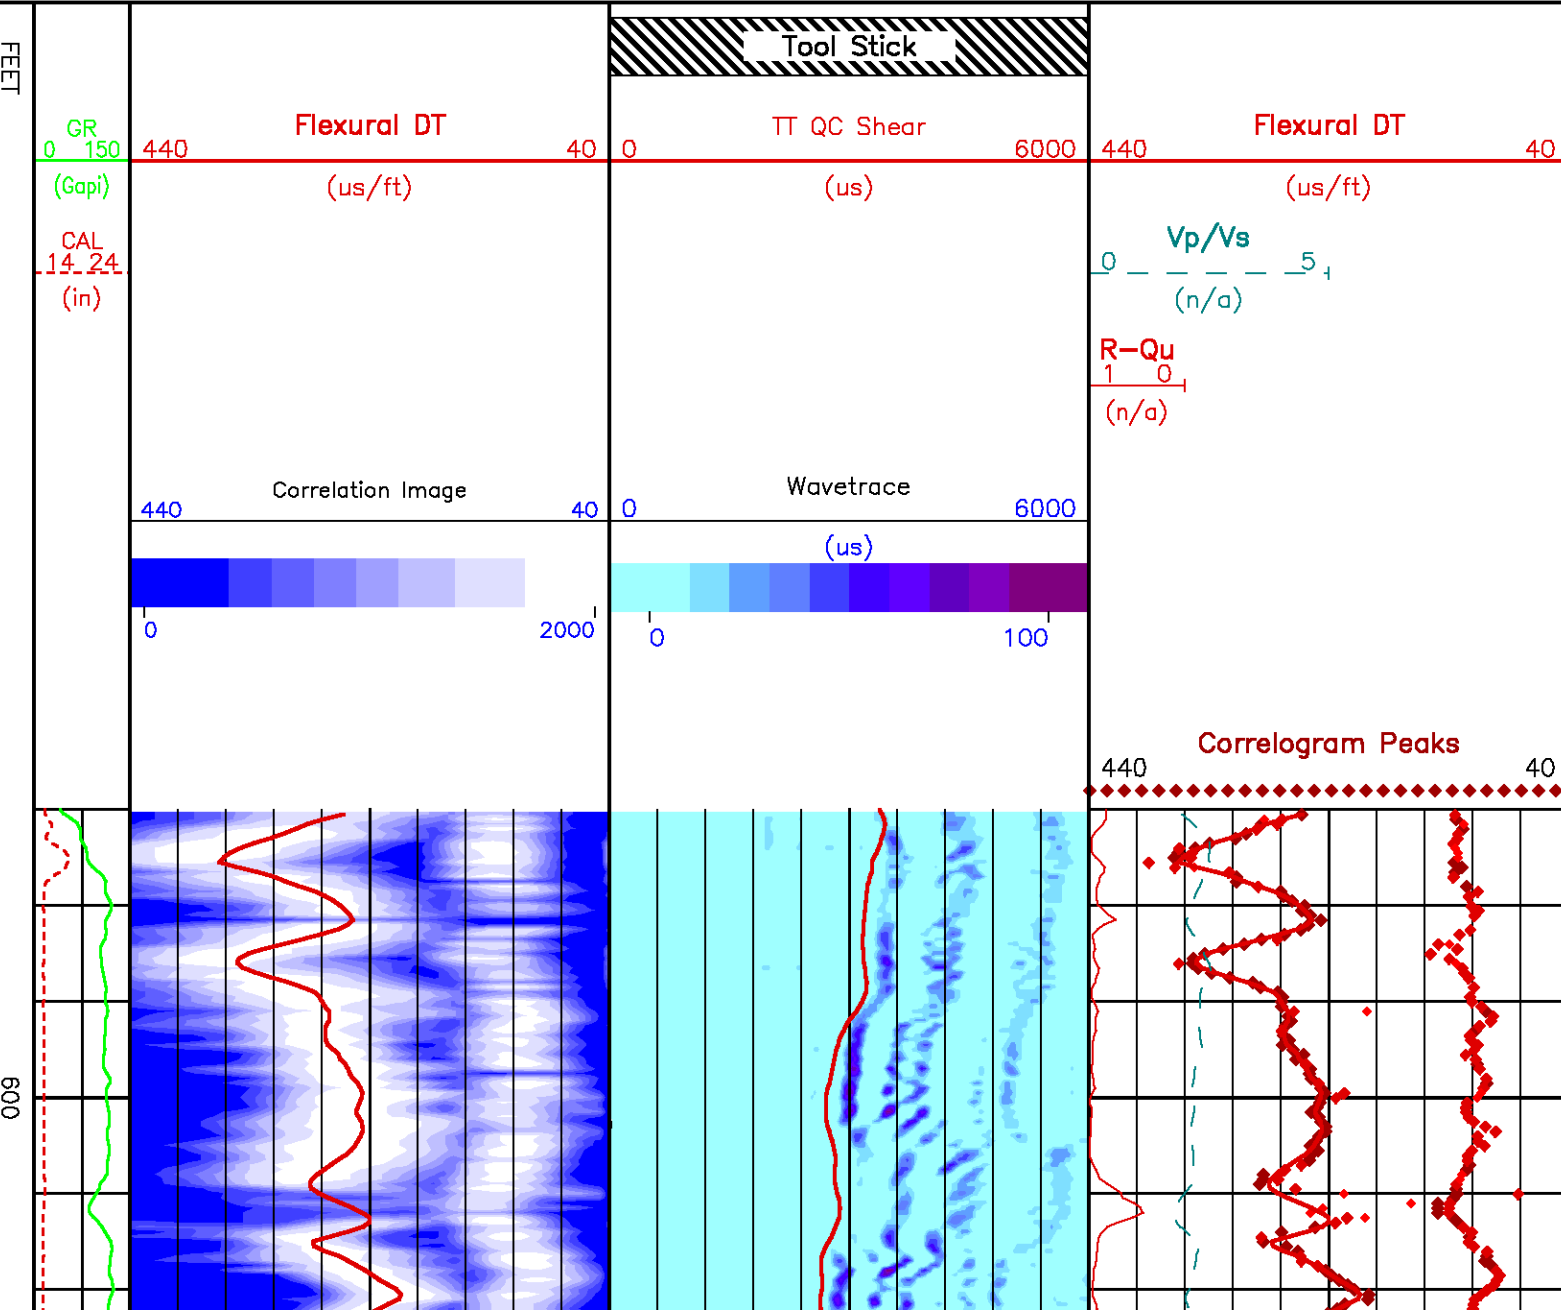 FEET
Tool Stick
GR
0 150
(Gapi)
CAL
14 24
(in)
Flexural DT
440 40
(us/ft)
Correlation Image
440 40
0 2000
TT QC Shear
0 6000
(us)
Wavetrace
0 6000
(us)
0 100
Flexural DT
440 40
(us/ft)
Vp/Vs
0 5
(n/a)
R-Qu
1 0
(n/a)
Correlogram Peaks
440 40
600